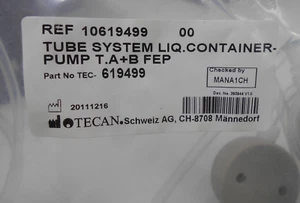 REF 10619499 00
TUBE SYSTEM LIQ.CONTAINER-
PUMP T.A+B FEP
Part No TEC- 619499
Checked by
MANA1CH
20111216
TECAN. Schweiz AG, CH-8708 Männedorf